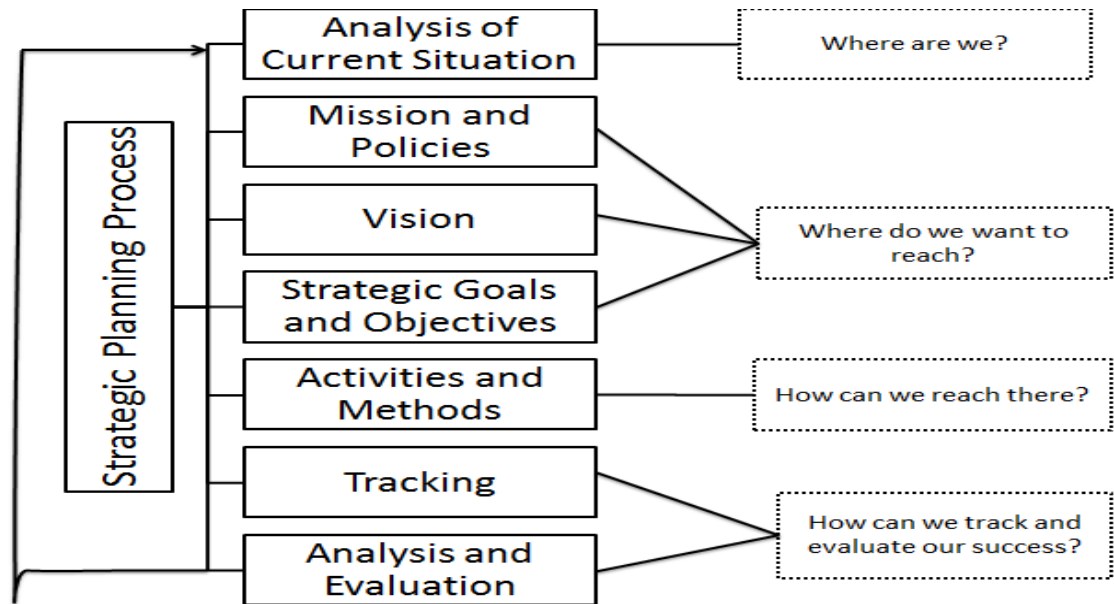 Strategic Planning Process
Analysis of
Current Situation
Where are we?
Mission and
Policies
Vision
Strategic Goals
and Objectives
Where do we want to
reach?
Activities and
Methods
How can we reach there?
Tracking
Analysis and
Evaluation
How can we track and
evaluate our success?